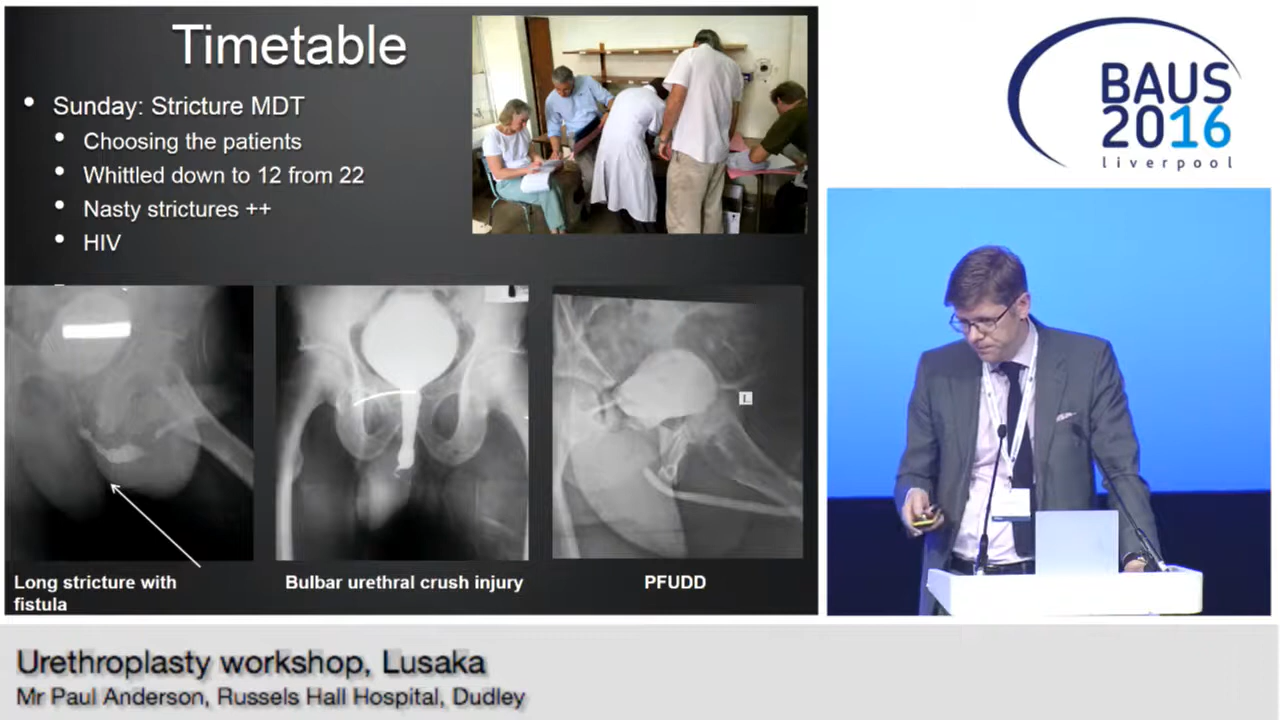 Timetable
Sunday: Stricture MDT
Choosing the patients
Whittled down to 12 from 22
Nasty strictures ++
HIV
L
Long stricture with
fistula
Bulbar urethral crush injury
PFUDD
BAUS
2016
liverpool
Urethroplasty workshop, Lusaka
Mr Paul Anderson, Russels Hall Hospital, Dudley